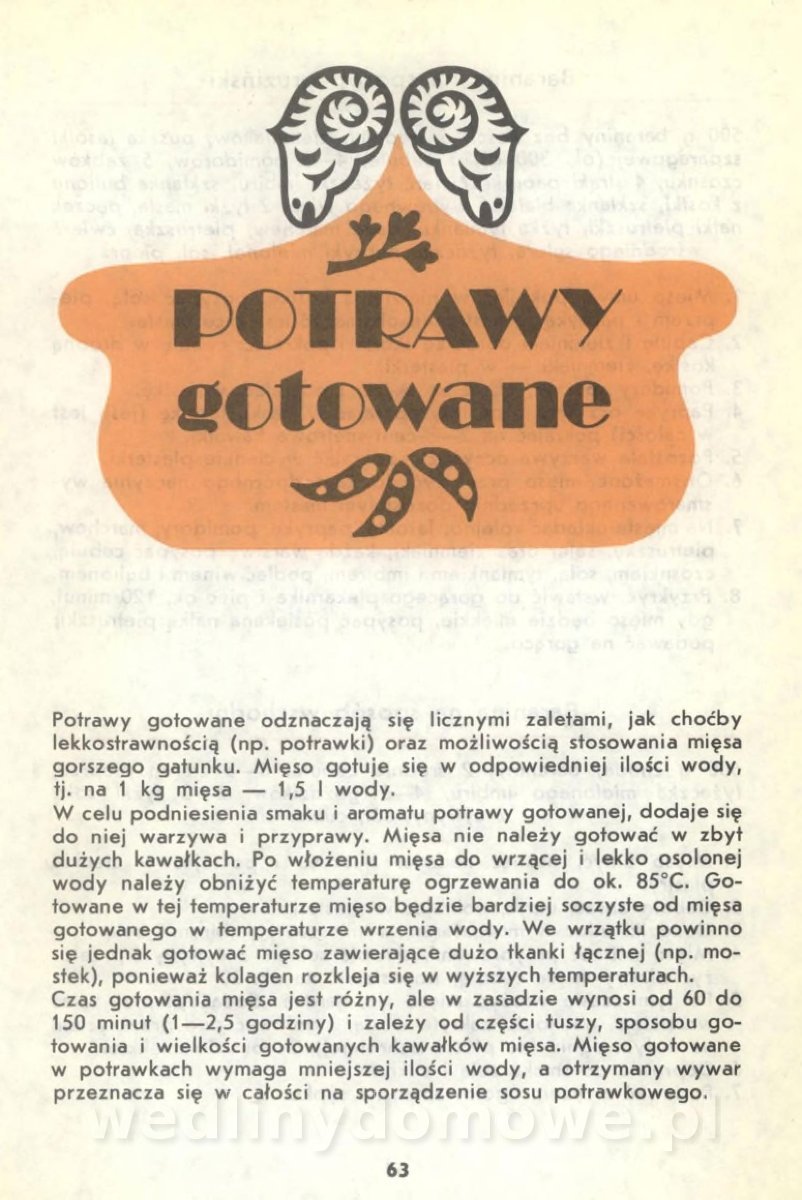 POTRAWY
gotowane
Potrawy gotowane odznaczają się licznymi zaletami, jak choćby
lekkostrawnością (np. potrawki) oraz możliwością stosowania mięsa
gorszego gatunku. Mięso gotuje się w odpowiedniej ilości wody,
tj. na 1 kg mięsa — 1,5 l wody.
W celu podniesienia smaku i aromatu potrawy gotowanej, dodaje się
do niej warzywa i przyprawy. Mięsa nie należy gotować w zbyt
dużych kawałkach. Po włożeniu mięsa do wrzącej i lekko osolonej
wody należy obniżyć temperaturę ogrzewania do ok. 85°C. Go-
towane w tej temperaturze mięso będzie bardziej soczyste od mięsa
gotowanego w temperaturze wrzenia wody. We wrzątku powinno
się jednak gotować mięso zawierające dużo tkanki łącznej (np. mo-
stek), ponieważ kolagen rozkleja się w wyższych temperaturach.
Czas gotowania mięsa jest różny, ale w zasadzie wynosi od 60 do
150 minut (1—2,5 godziny) i zależy od części tuszy, sposobu go-
towania i wielkości gotowanych kawałków mięsa. Mięso gotowane
w potrawkach wymaga mniejszej ilości wody, a otrzymany wywar
przeznacza się w całości na sporządzenie sosu potrawkowego.
wedlinydomowe.pl
63